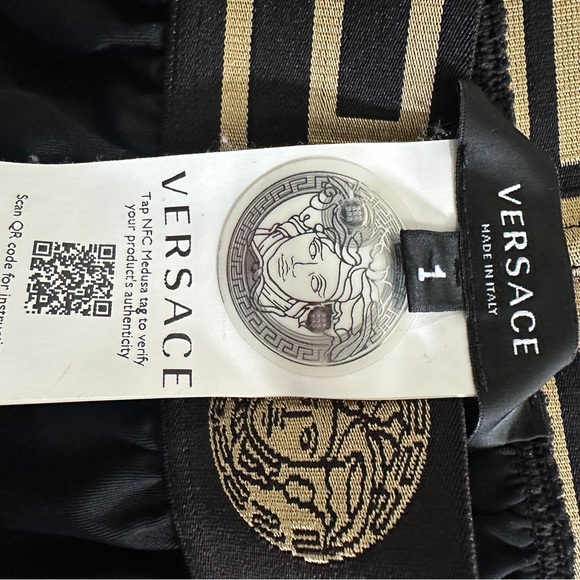 VERSACE
MADE IN ITALY
1
VERSACE
Tap NFC Medusa tag to verify
your product's authenticity
Scan QR code for